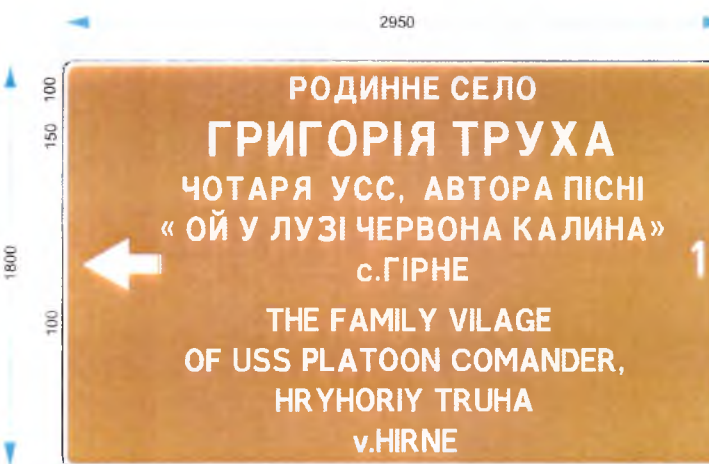 2950
100
РОДИННЕ СЕЛО
150
ГРИГОРІЯ ТРУХА
ЧОТАРЯ УСС, АВТОРА ПІСНІ
« ОЙ У ЛУЗІ ЧЕРВОНА КАЛИНА»
1800
1
с.ГІРНЕ
100
THE FAMILY VILAGE
OF USS PLATOON COMANDER,
HRYHORIY TRUHA
v.HIRNE